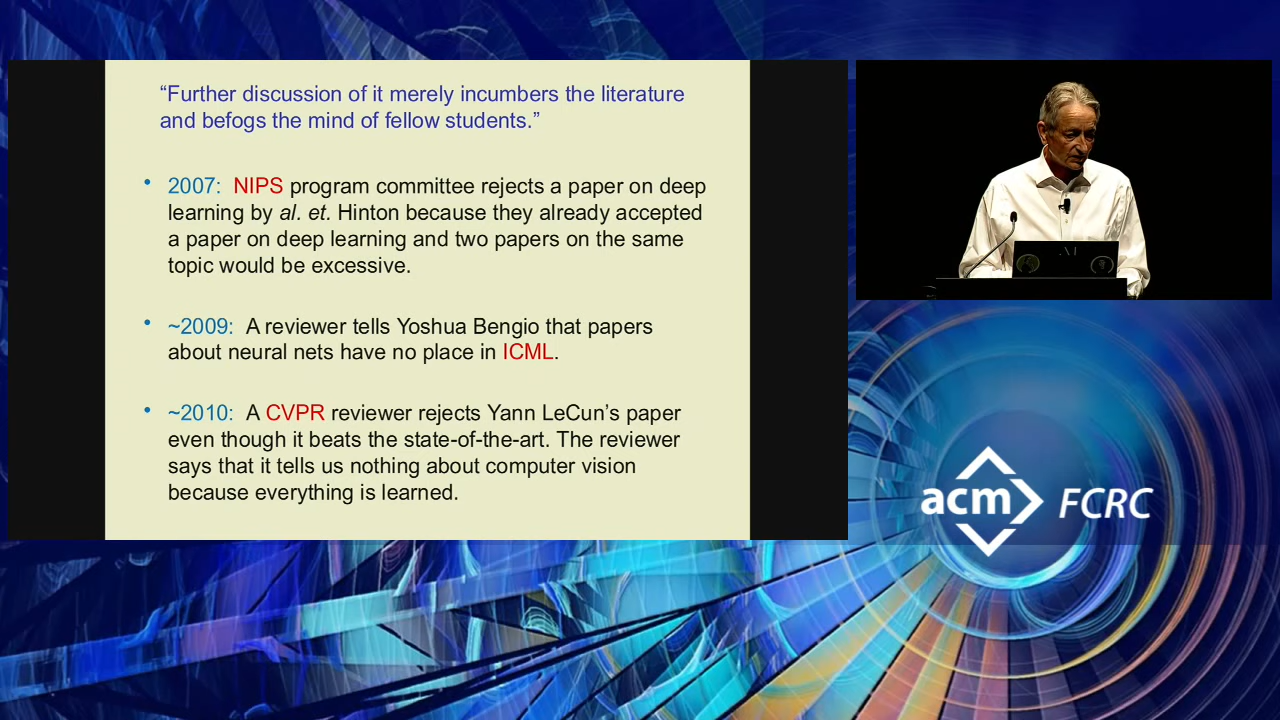 “Further discussion of it merely incumbers the literature
and befogs the mind of fellow students.”
• 2007: NIPS program committee rejects a paper on deep
learning by al. et. Hinton because they already accepted
a paper on deep learning and two papers on the same
topic would be excessive.
• ~2009: A reviewer tells Yoshua Bengio that papers
about neural nets have no place in ICML.
• ~2010: A CVPR reviewer rejects Yann LeCun’s paper
even though it beats the state-of-the-art. The reviewer
says that it tells us nothing about computer vision
because everything is learned.
acm FCRC